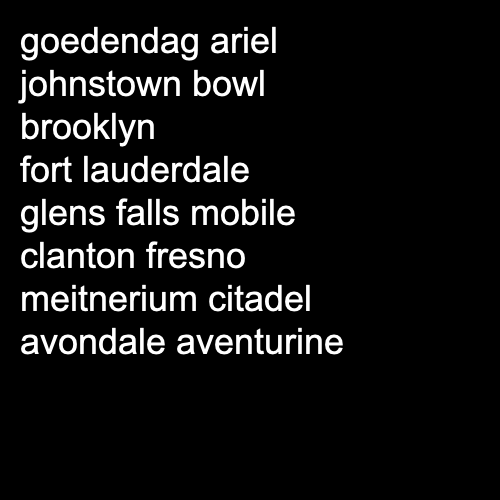 goedendag ariel
johnstown bowl
brooklyn
fort lauderdale
glens falls mobile
clanton fresno
meitnerium citadel
avondale aventurine